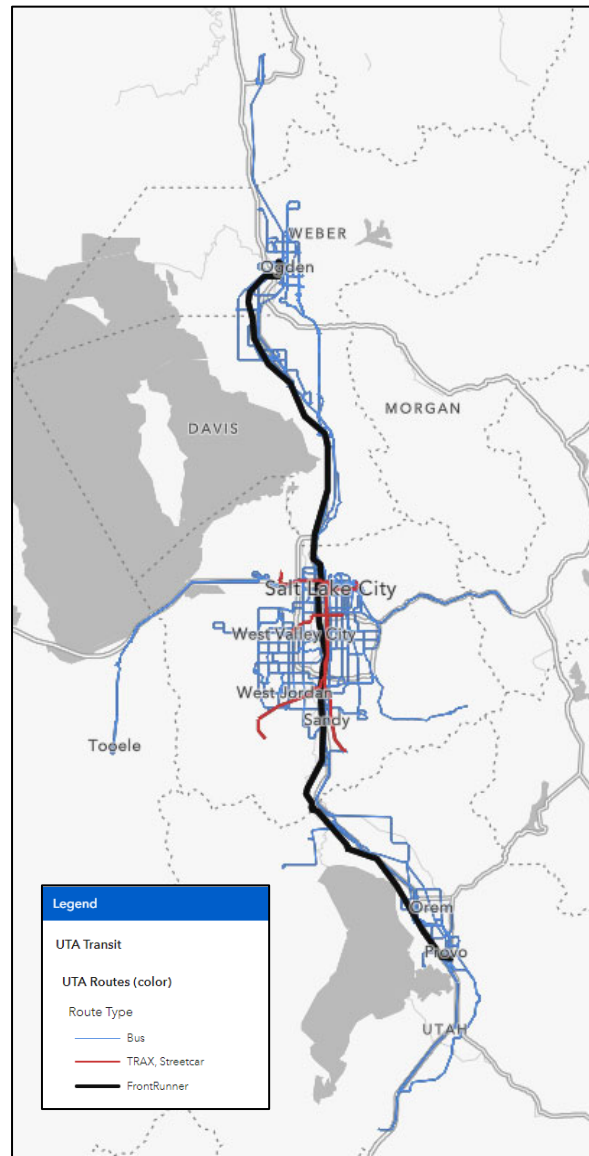 WEBER
Ogden
MORGAN
DAVIS
Salt Lake City
West Valley City
West Jordan
Sandy
Tooele
Orem
Provo
UTAH
Legend
UTA Transit
UTA Routes (color)
Route Type
Bus
TRAX, Streetcar
FrontRunner